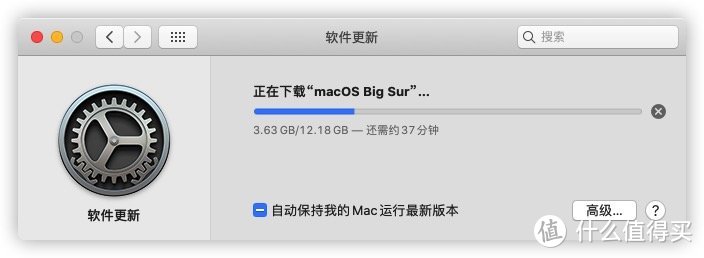 软件更新
搜索
正在下载“macOS Big Sur”...
3.63 GB/12.18 GB — 还需约37分钟
软件更新
自动保持我的 Mac 运行最新版本
高级...
?
值 什么值得买